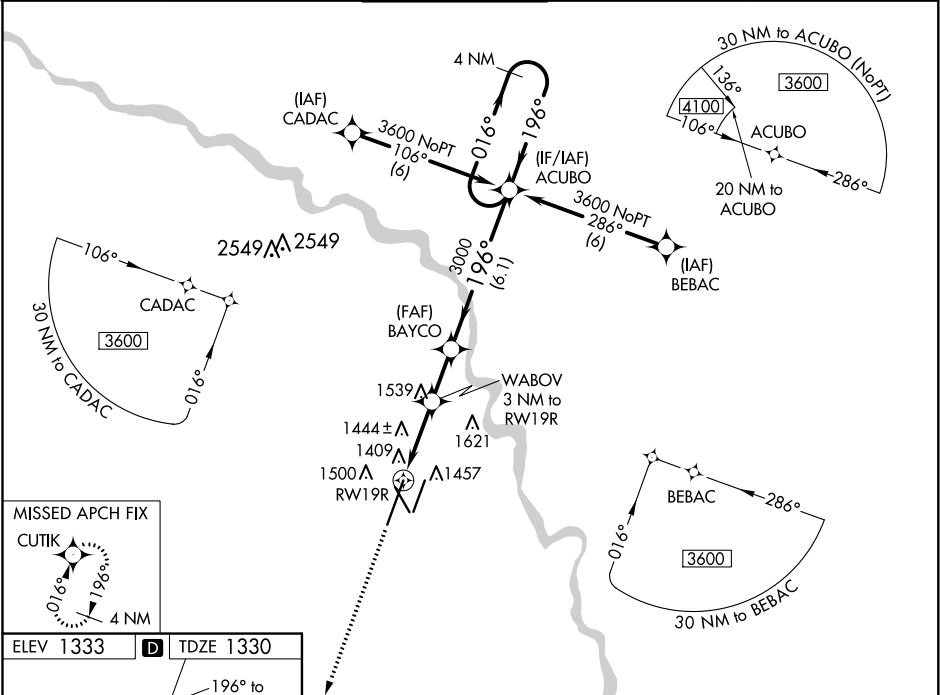 4 NM
(IAF)
CADAC
3600 NoPT
106°
(6)
016°
196°
(IF/IAF)
ACUBO
3600 NoPT
286°
(6)
(IAF)
BEBAC
30 NM to ACUBO (NoPT)
136°
3600
4100
106°
ACUBO
286°
20 NM to
ACUBO
3000
196°
(6.1)
2549
2549
106°
CADAC
3600
016°
30 NM to CADAC
(FAF)
BAYCO
WABOV
3 NM to
RW19R
1539
1444±
1409
1621
1500
RW19R
1457
BEBAC
286°
016°
3600
30 NM to BEBAC
MISSED APCH FIX
CUTIK
016°
196°
4 NM
ELEV 1333 D TDZE 1330
196° to